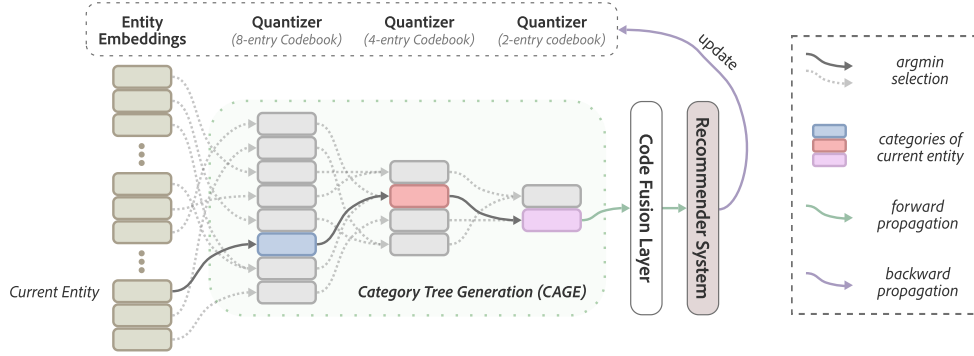 Entity
Embeddings
Quantizer
(8-entry Codebook)
Quantizer
(4-entry Codebook)
Quantizer
(2-entry codebook)
update
Current Entity
Category Tree Generation (CAGE)
Code Fusion Layer
Recommender System
argmin
selection
categories of
current entity
forward
propagation
backward
propagation